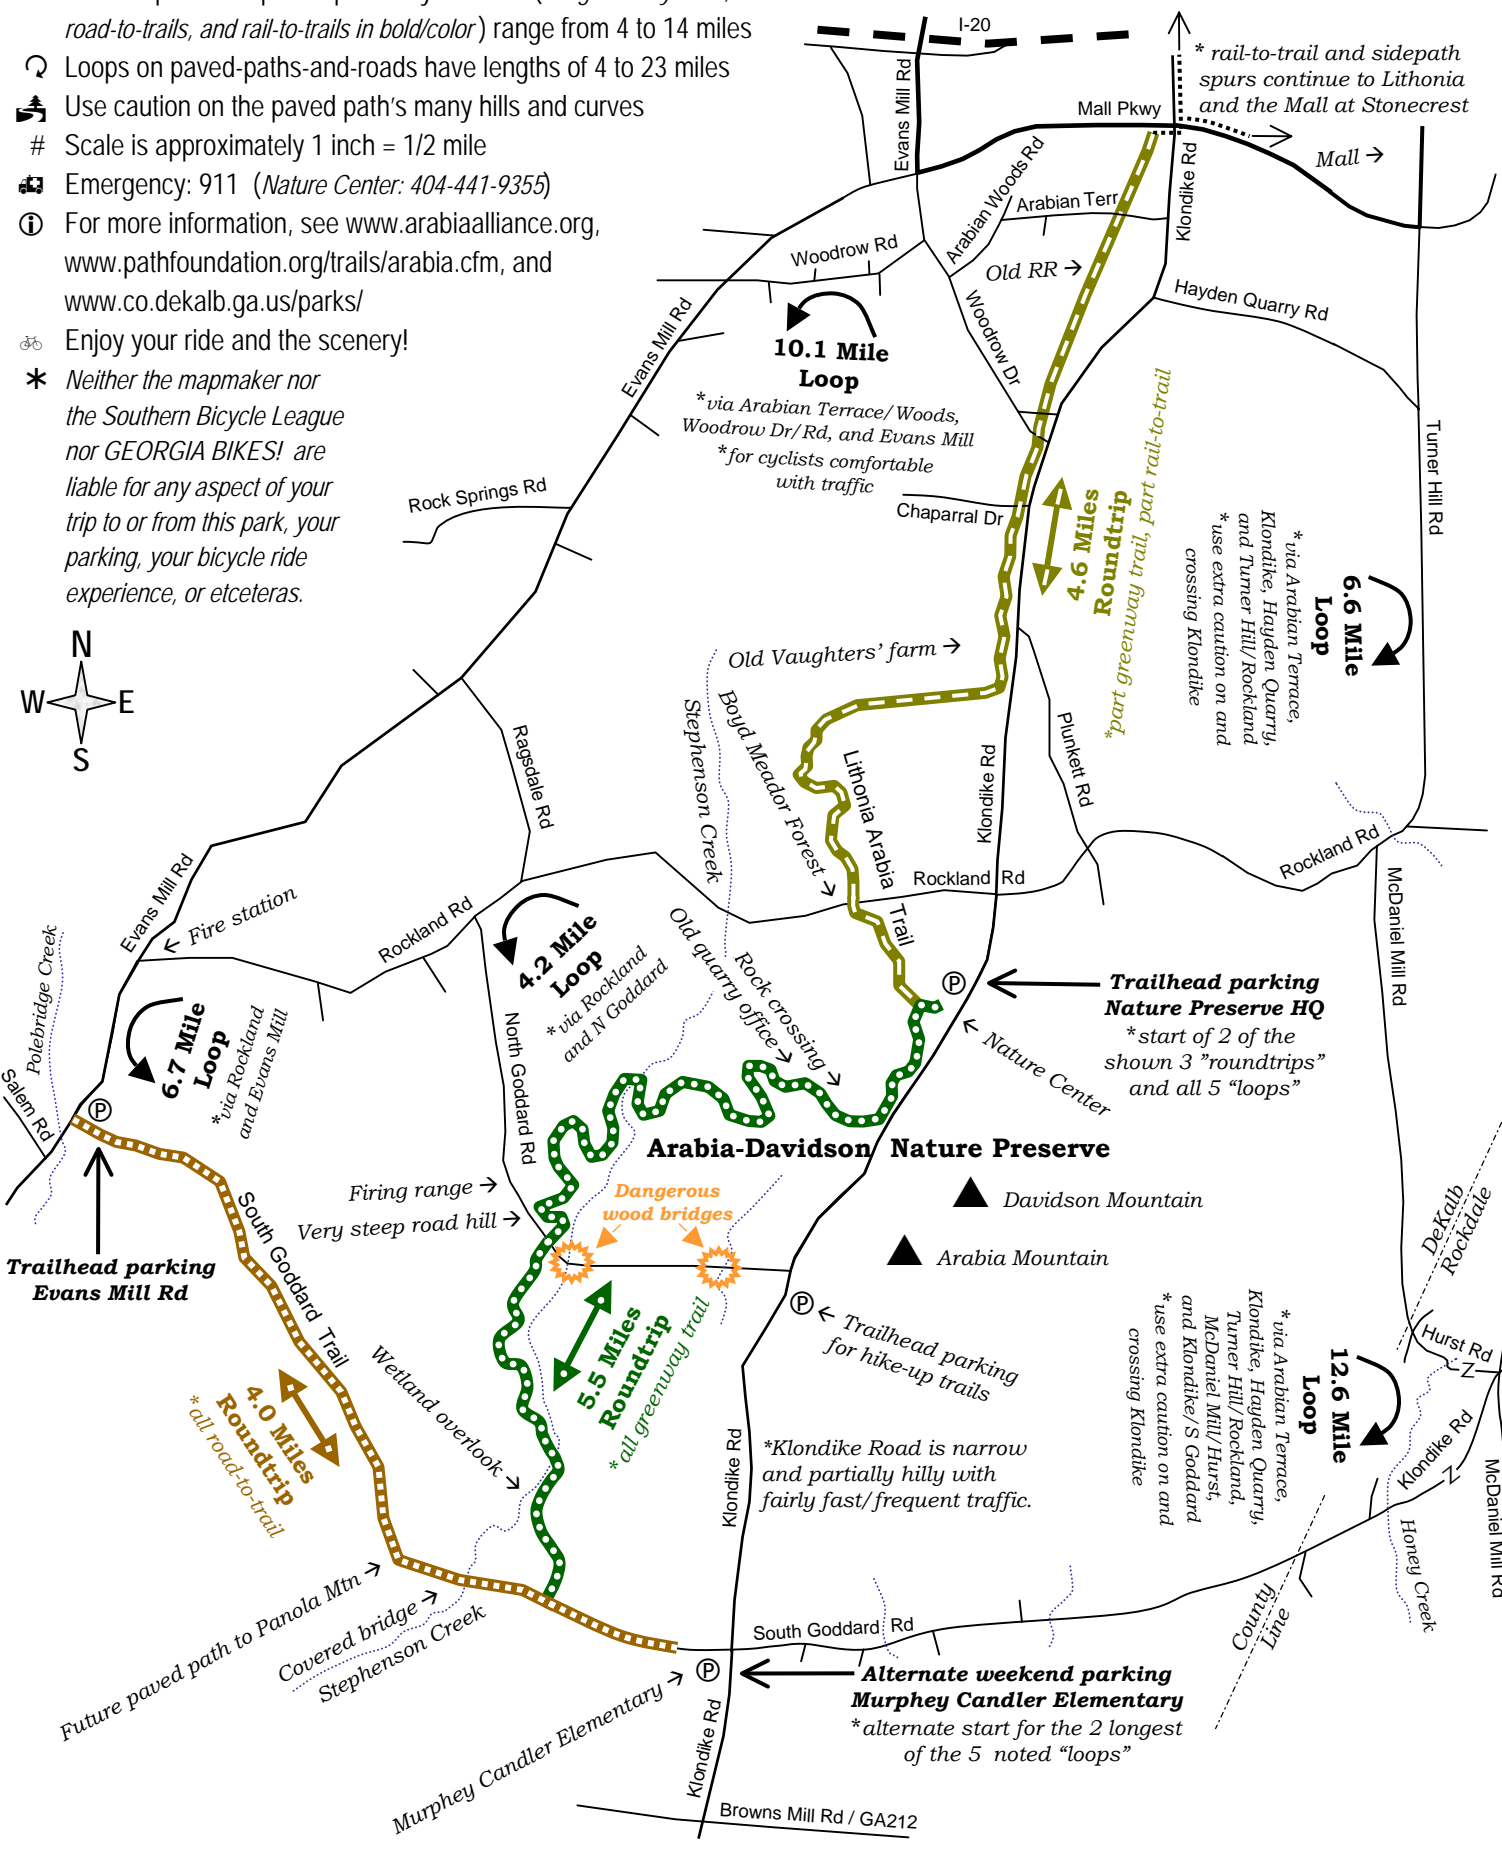 road-to-trails, and rail-to-trails in bold/color) range from 4 to 14 miles
Loops on paved-paths-and-roads have lengths of 4 to 23 miles
Use caution on the paved path's many hills and curves
# Scale is approximately 1 inch = 1/2 mile
Emergency: 911 (Nature Center: 404-441-9355)
For more information, see www.arabiaalliance.org,
www.pathfoundation.org/trails/arabia.cfm, and
www.co.dekalb.ga.us/parks/
Enjoy your ride and the scenery!
* Neither the mapmaker nor
the Southern Bicycle League
nor GEORGIA BIKES! are
liable for any aspect of your
trip to or from this park, your
parking, your bicycle ride
experience, or etceteras.
N
W E
S
I-20
Evans Mill Rd
* rail-to-trail and sidepath
spurs continue to Lithonia
and the Mall at Stonecrest
Mall Pkwy
Mall →
Klondike Rd
Arabian Woods Rd
Arabian Terr
Woodrow Rd
Old RR →
Hayden Quarry Rd
Woodrow Dr
Evans Mill Rd
10.1 Mile
Loop
*via Arabian Terrace/Woods,
Woodrow Dr/Rd, and Evans Mill
*for cyclists comfortable
with traffic
Rock Springs Rd
Chaparral Dr
4.6 Miles
Roundtrip
*part greenway trail, part rail-to-trail
Turner Hill Rd
6.6 Mile
Loop
*via Arabian Terrace,
Klondike, Hayden Quarry,
and Turner Hill/Rockland
*use extra caution on and
crossing Klondike
Old Vaughters' farm →
Boyd Meador Forest →
Stephenson Creek
Lithonia Arabia
Trail
Klondike Rd
Plunkett Rd
Ragsdale Rd
Rockland Rd
Rockland Rd
McDaniel Mill Rd
Evans Mill Rd
← Fire station
Rockland Rd
Polebridge Creek
4.2 Mile
Loop
*via Rockland
and N Goddard
Old quarry office →
Rock crossing →
P
Trailhead parking
Nature Preserve HQ
*start of 2 of the
shown 3 "roundtrips"
and all 5 "loops"
← Nature Center
6.7 Mile
Loop
*via Rockland
and Evans Mill
Salem Rd
P
North Goddard Rd
Arabia-Davidson Nature Preserve
Davidson Mountain
Arabia Mountain
Firing range →
Very steep road hill →
Dangerous
wood bridges
South Goddard Trail
Trailhead parking
Evans Mill Rd
DeKalb
Rockdale
5.5 Miles
Roundtrip
*all greenway trail
P
← Trailhead parking
for hike-up trails
Wetland overlook →
4.0 Miles
Roundtrip
*all road-to-trail
Klondike Rd
*Klondike Road is narrow
and partially hilly with
fairly fast/frequent traffic.
12.6 Mile
Loop
*via Arabian Terrace,
Klondike, Hayden Quarry,
Turner Hill/Rockland,
McDaniel Mill/Hurst,
and Klondike/S Goddard
*use extra caution on and
crossing Klondike
Hurst Rd
Z
Klondike Rd
Z
McDaniel Mill Rd
Honey Creek
County
Line
Future paved path to Panola Mtn →
Covered bridge →
Stephenson Creek
South Goddard Rd
P
Murphey Candler Elementary →
Alternate weekend parking
Murphey Candler Elementary
*alternate start for the 2 longest
of the 5 noted "loops"
Klondike Rd
Browns Mill Rd / GA212